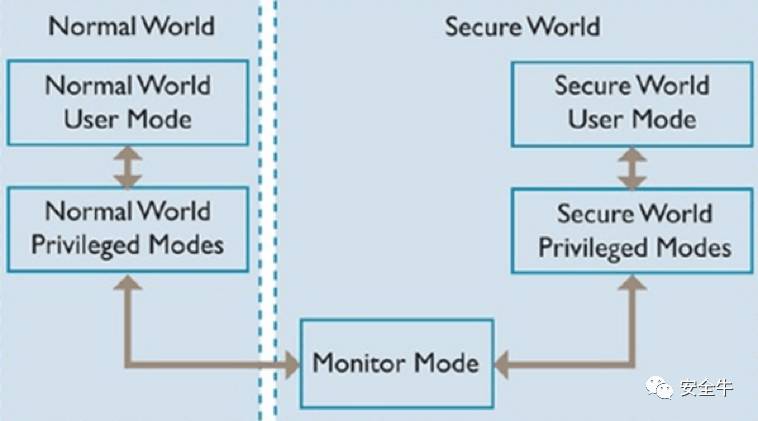 Normal World
Secure World
Normal World
User Mode
Secure World
User Mode
Normal World
Privileged Modes
Secure World
Privileged Modes
Monitor Mode
安全牛